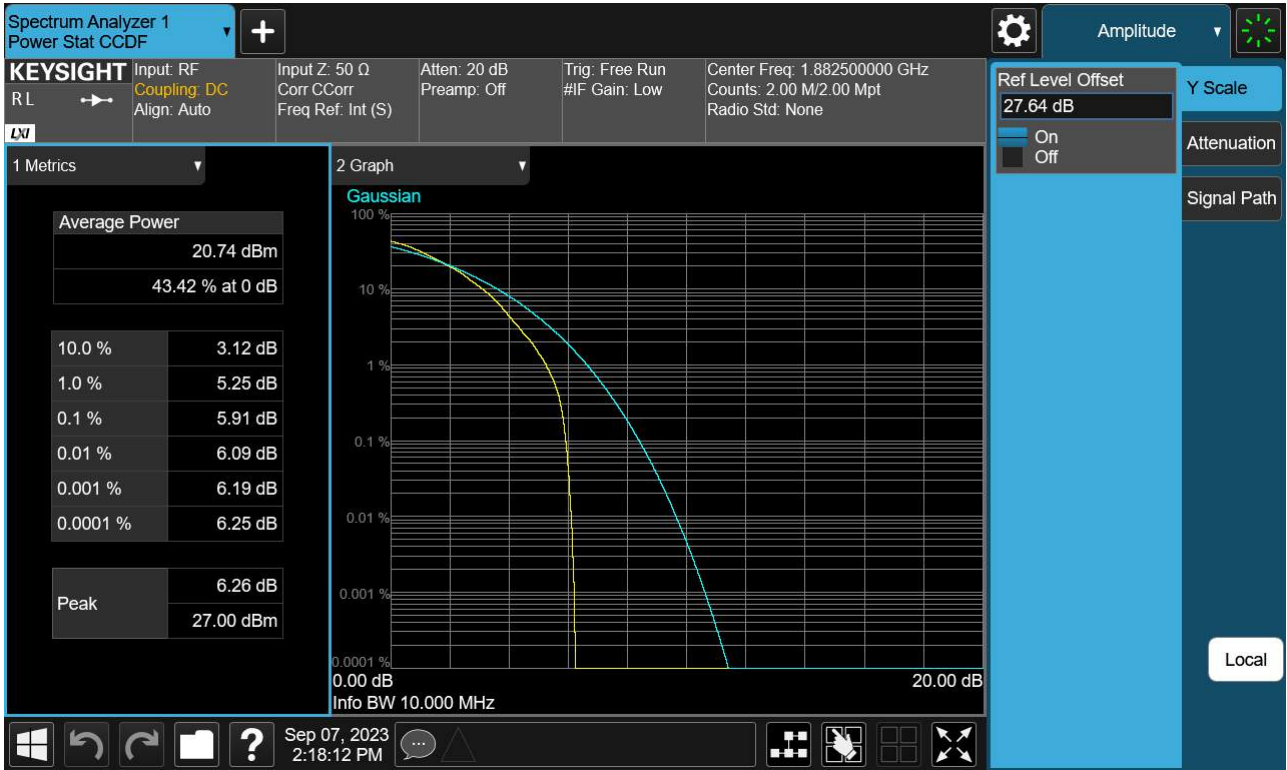 Spectrum Analyzer 1
Power Stat CCDF
+
Amplitude
KEYSIGHT
RL
LXI
Input: RF
Coupling: DC
Align: Auto
Input Z: 50 Ω
Corr CCorr
Freq Ref: Int (S)
Atten: 20 dB
Preamp: Off
Trig: Free Run
#IF Gain: Low
Center Freq: 1.882500000 GHz
Counts: 2.00 M/2.00 Mpt
Radio Std: None
Ref Level Offset
27.64 dB
On
Off
Y Scale
Attenuation
Signal Path
Local
1 Metrics
Average Power
20.74 dBm
43.42 % at 0 dB
10.0 % 3.12 dB
1.0 % 5.25 dB
0.1 % 5.91 dB
0.01 % 6.09 dB
0.001 % 6.19 dB
0.0001 % 6.25 dB
Peak
6.26 dB
27.00 dBm
2 Graph
Gaussian
100 %
10 %
1 %
0.1 %
0.01 %
0.001 %
0.0001 %
0.00 dB 20.00 dB
Info BW 10.000 MHz
?
Sep 07, 2023
2:18:12 PM